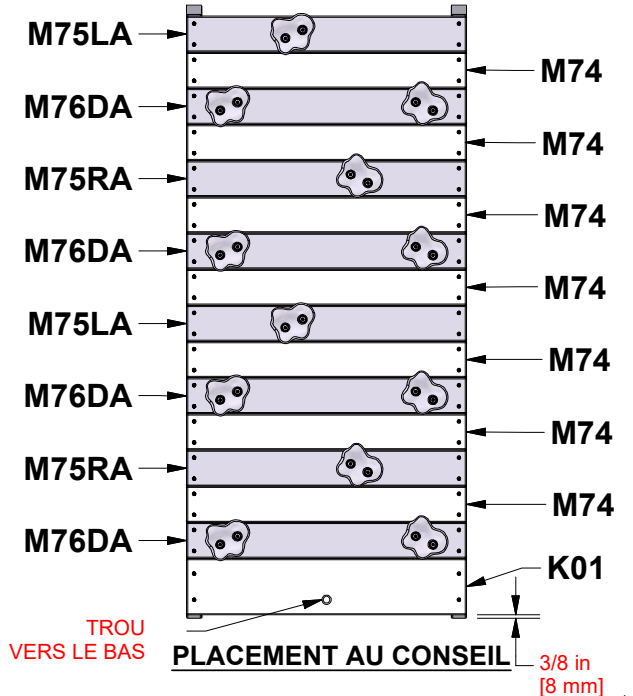 M75LA
M74
M76DA
M74
M75RA
M74
M76DA
M74
M75LA
M74
M76DA
M74
M75RA
M74
M76DA
K01
TROU
VERS LE BAS
PLACEMENT AU CONSEIL
3/8 in
[8 mm]